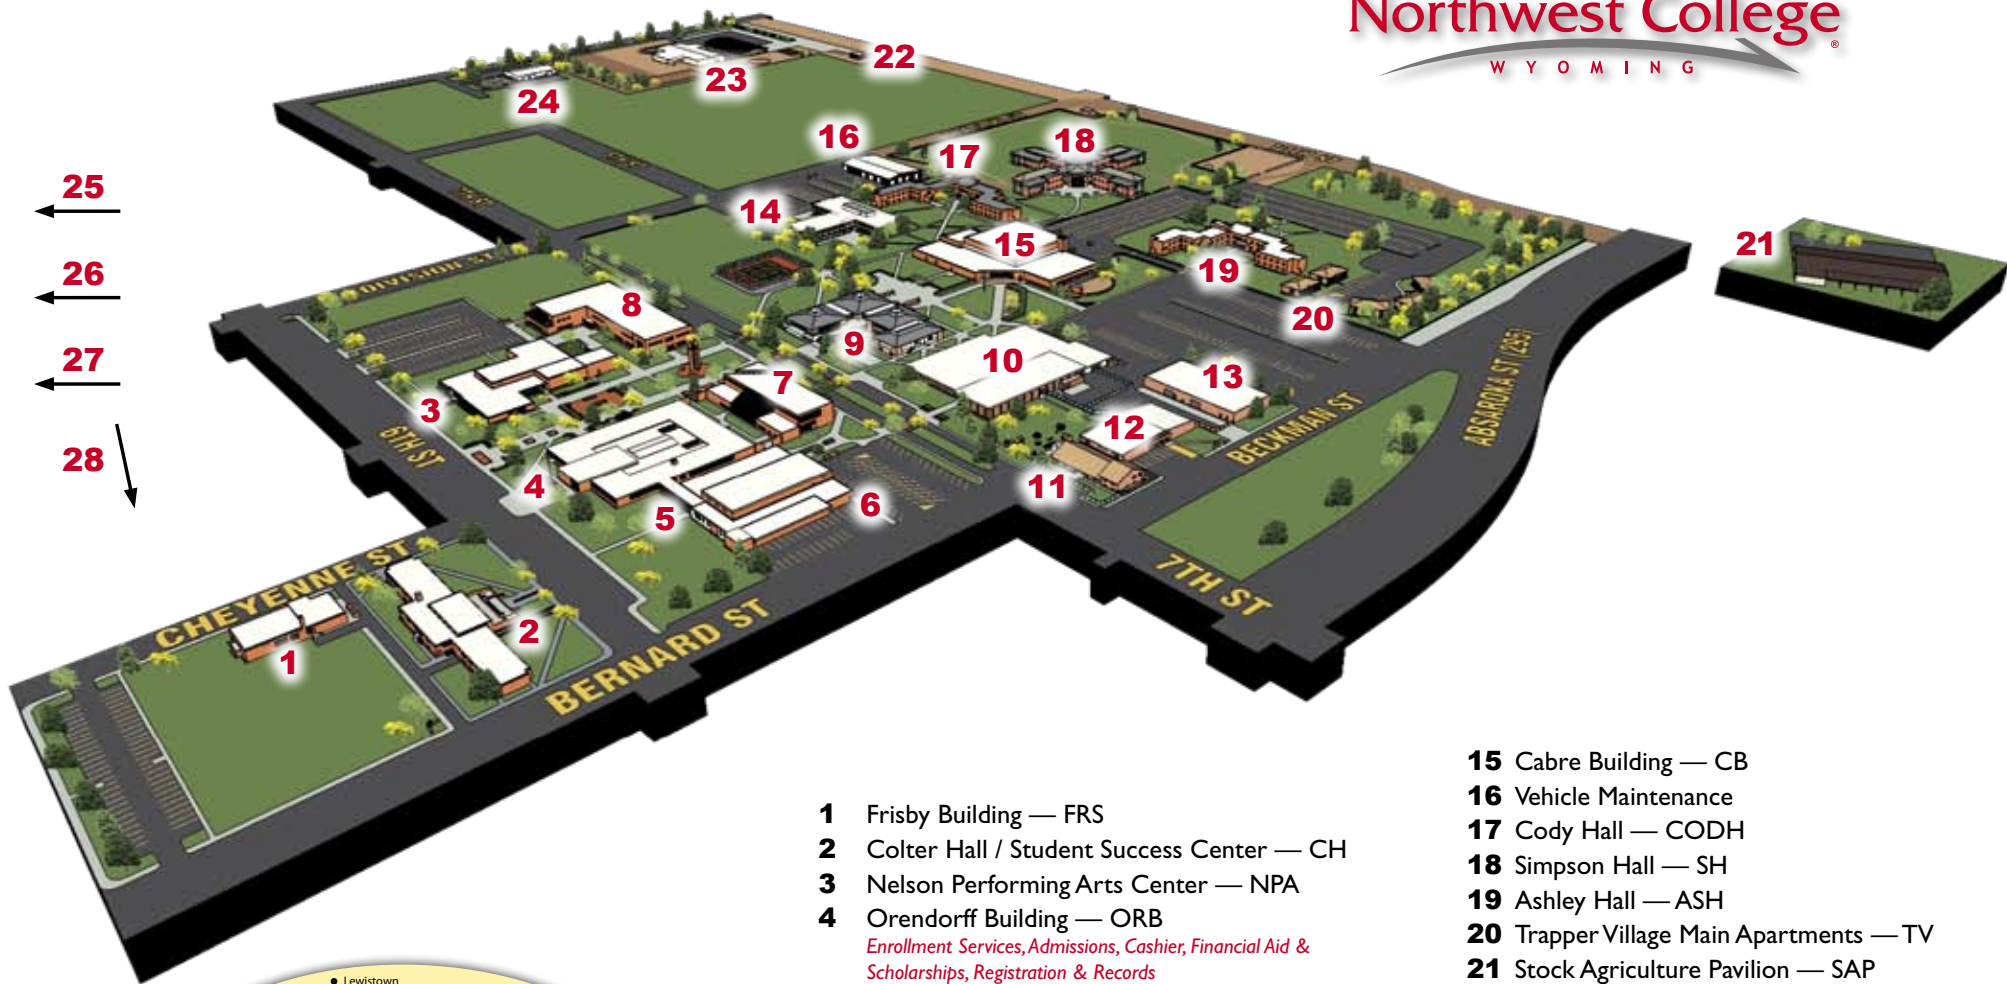 Northwest College®
WYOMING
22
23
24
16
17
18
25
14
15
21
26
DIVISION ST
19
8
20
9
27
10
7
13
3
ABSAROKA ST (295)
6TH ST
12
BECKMAN ST
28
4
11
5
6
CHEYENNE ST
7TH ST
2
1
BERNARD ST
1 Frisby Building — FRS
2 Colter Hall / Student Success Center — CH
3 Nelson Performing Arts Center — NPA
4 Orendorff Building — ORB
Enrollment Services, Admissions, Cashier, Financial Aid &
Scholarships, Registration & Records
15 Cabre Building — CB
16 Vehicle Maintenance
17 Cody Hall — CODH
18 Simpson Hall — SH
19 Ashley Hall — ASH
20 Trapper Village Main Apartments — TV
21 Stock Agriculture Pavilion — SAP
Lewistown